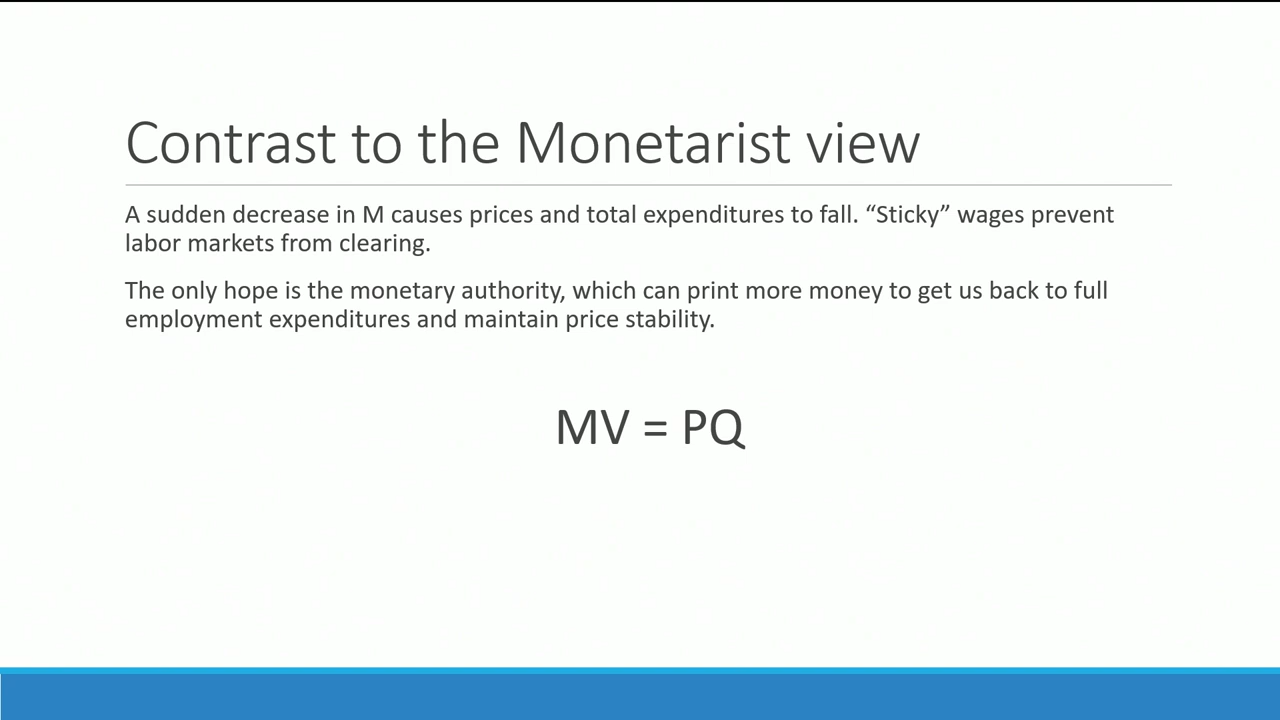 Contrast to the Monetarist view
A sudden decrease in M causes prices and total expenditures to fall. “Sticky” wages prevent
labor markets from clearing.
The only hope is the monetary authority, which can print more money to get us back to full
employment expenditures and maintain price stability.
MV = PQ